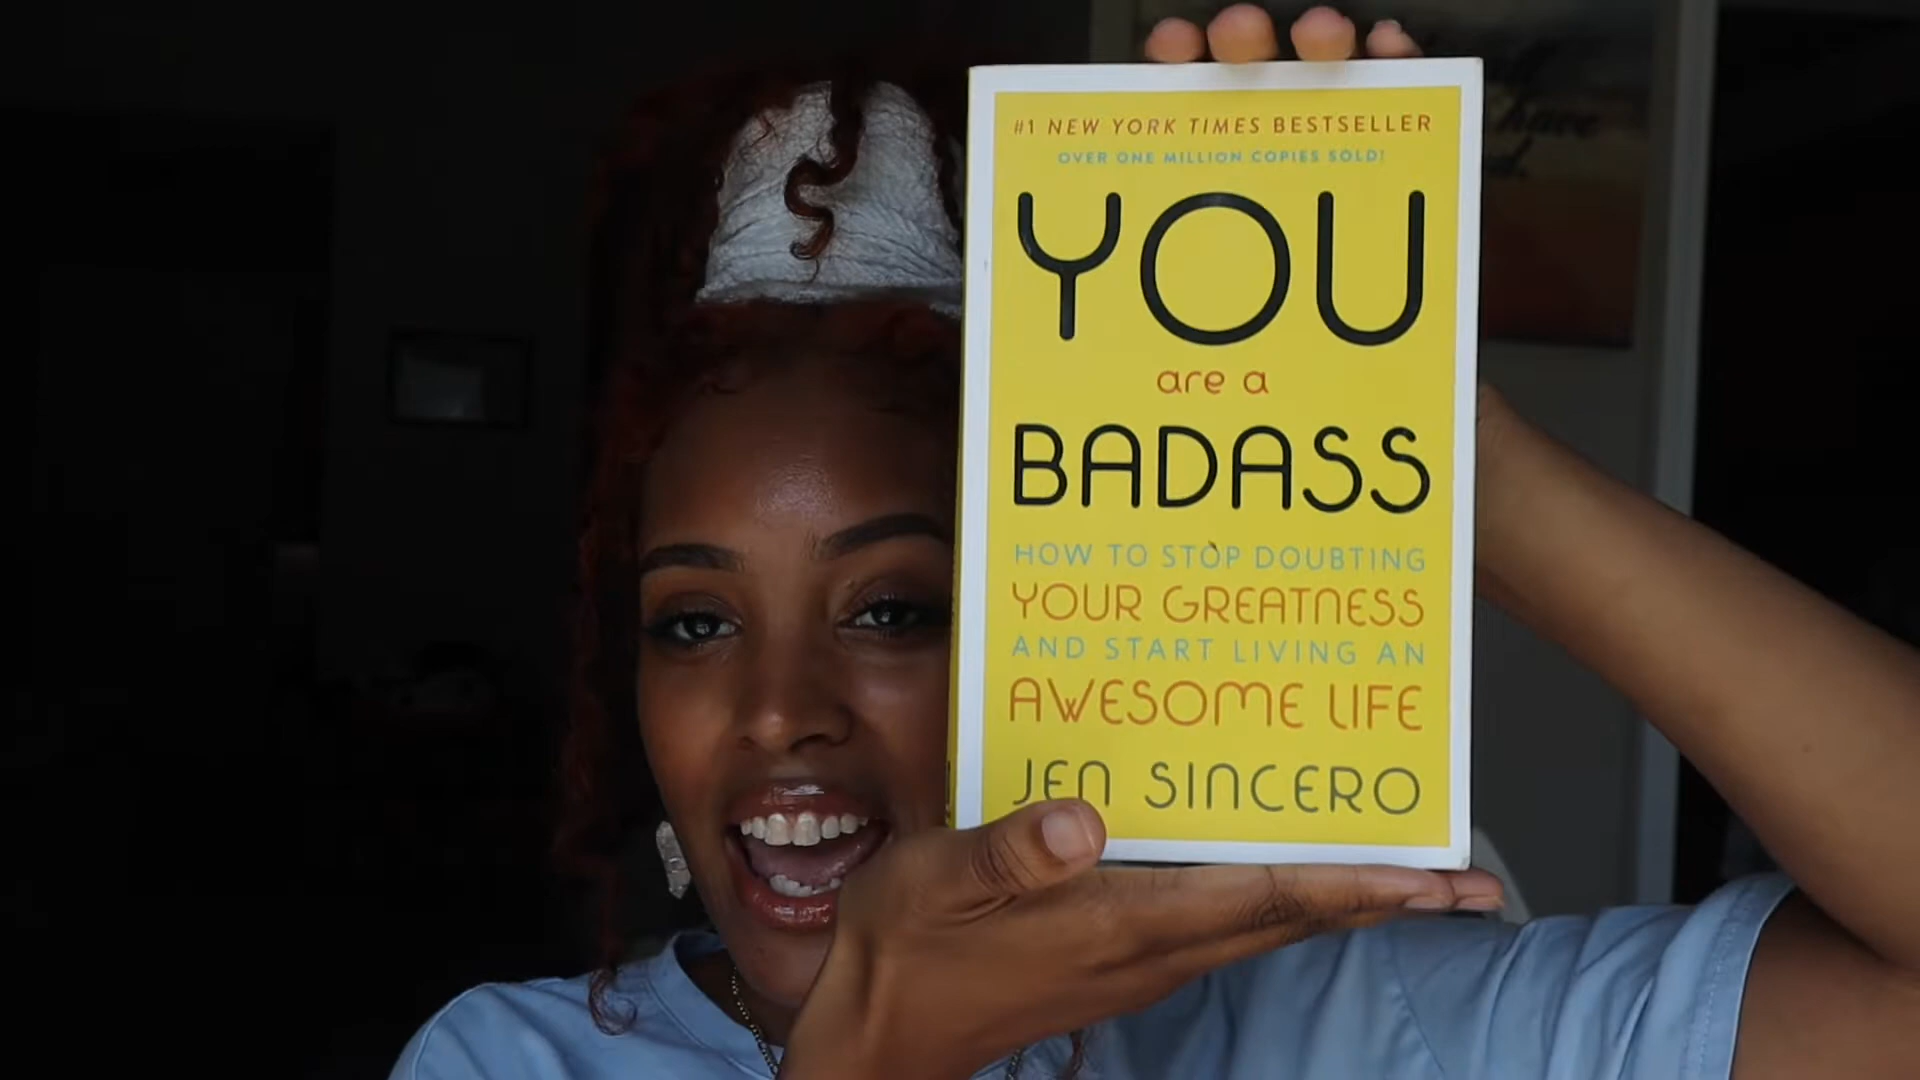 #1 NEW YORK TIMES BESTSELLER
OVER ONE MILLION COPIES SOLD!
YOU
are a
BADASS
HOW TO STOP DOUBTING
YOUR GREATNESS
AND START LIVING AN
AWESOME LIFE
JEN SINCERO
have